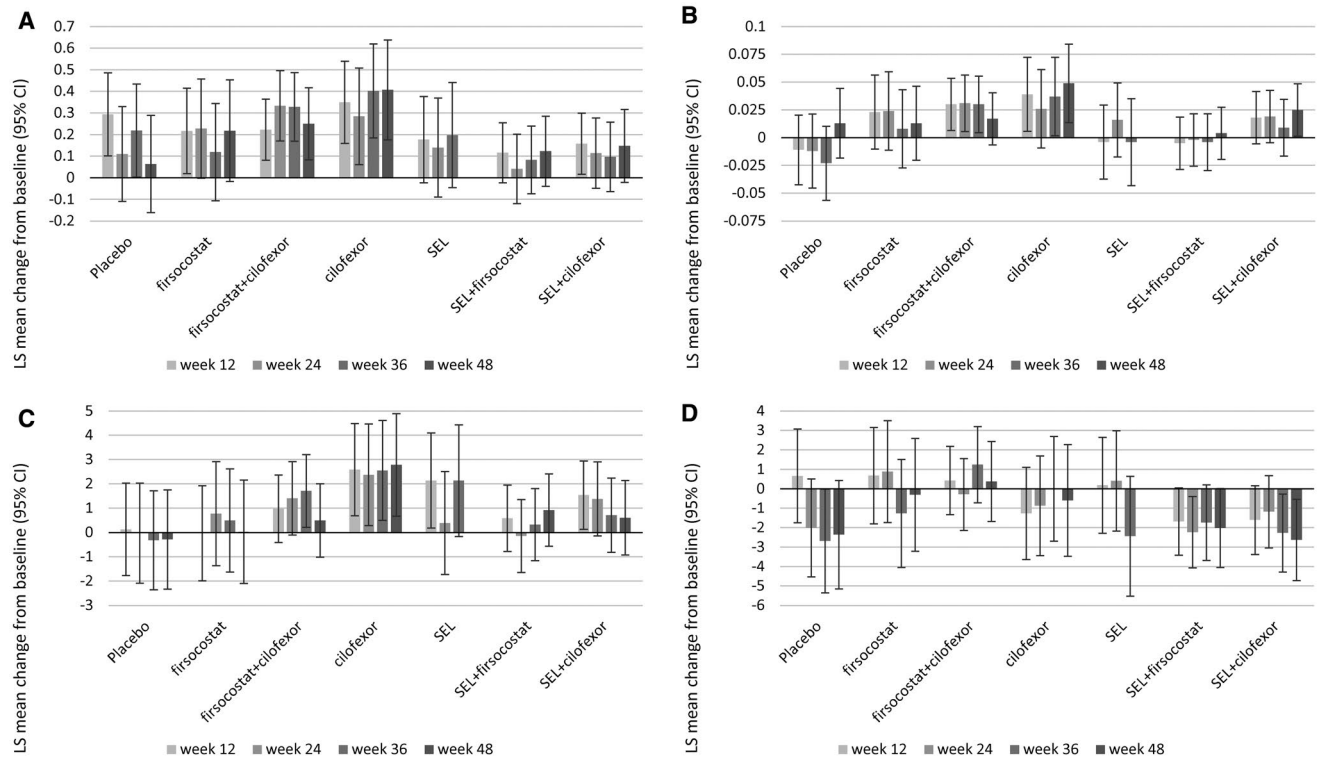 A
LS mean change from baseline (95% CI)
0.7
0.6
0.5
0.4
0.3
0.2
0.1
0
-0.1
-0.2
Placebo
firsocostat
firsocostat+cilofexor
cilofexor
SEL
SEL+firsocostat
SEL+cilofexor
week 12 week 24 week 36 week 48
B
LS mean change from baseline (95% CI)
0.1
0.075
0.05
0.025
0
-0.025
-0.05
-0.075
Placebo
firsocostat
firsocostat+cilofexor
cilofexor
SEL
SEL+firsocostat
SEL+cilofexor
week 12 week 24 week 36 week 48
C
LS mean change from baseline (95% CI)
5
4
3
2
1
0
-1
-2
-3
Placebo
firsocostat
firsocostat+cilofexor
cilofexor
SEL
SEL+firsocostat
SEL+cilofexor
week 12 week 24 week 36 week 48
D
LS mean change from baseline (95% CI)
4
3
2
1
0
-1
-2
-3
-4
-5
-6
Placebo
firsocostat
firsocostat+cilofexor
cilofexor
SEL
SEL+firsocostat
SEL+cilofexor
week 12 week 24 week 36 week 48